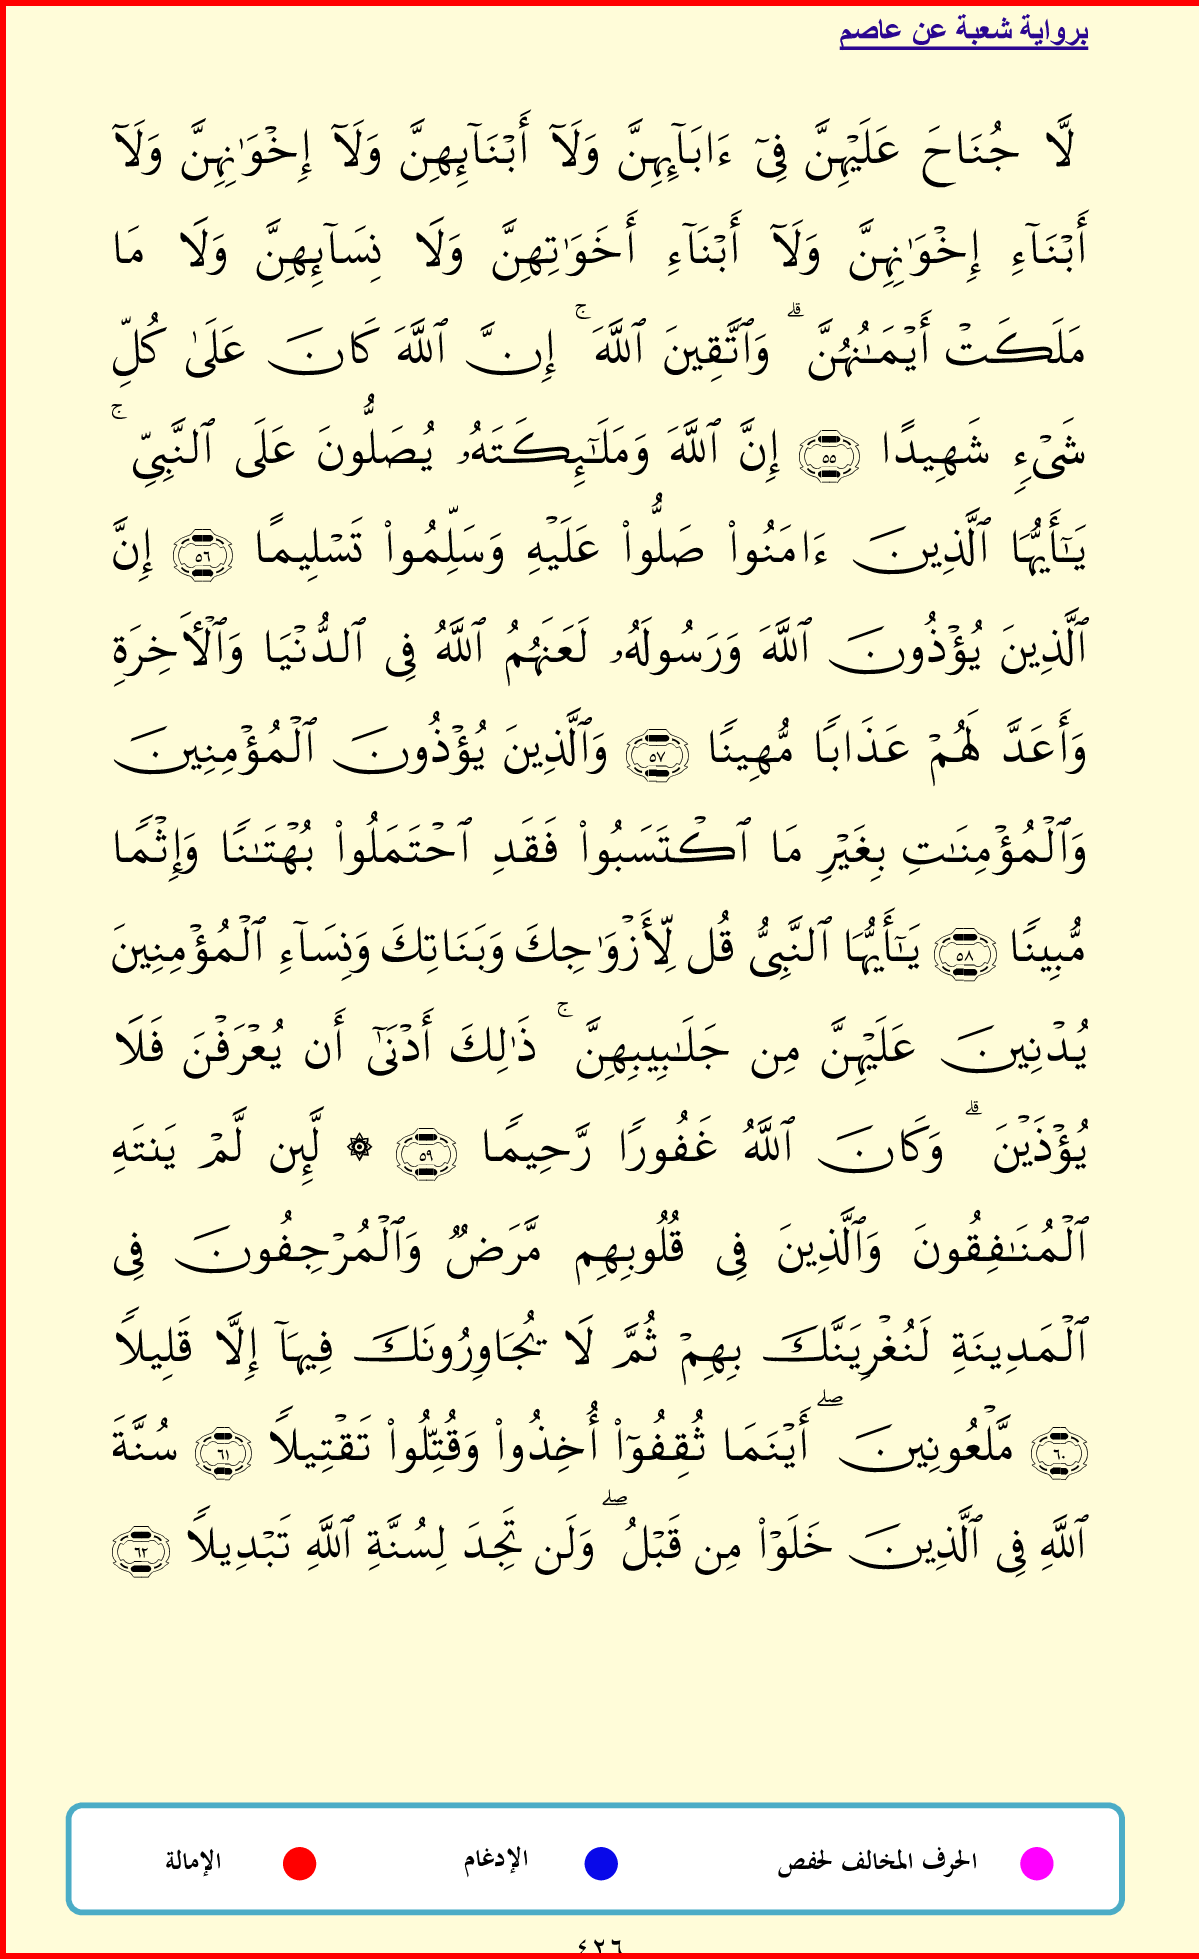 برواية شعبة عن عاصم
لَّا جُنَاحَ عَلَيْهِنَّ فِىٓ ءَابَآئِهِنَّ وَلَآ أَبْنَآئِهِنَّ وَلَآ إِخْوَٰنِهِنَّ وَلَآ
أَبْنَآءِ إِخْوَٰنِهِنَّ وَلَآ أَبْنَآءِ أَخَوَٰتِهِنَّ وَلَا نِسَآئِهِنَّ وَلَا مَا
مَلَكَتْ أَيْمَـٰنُهُنَّ ۗ وَٱتَّقِينَ ٱللَّهَ ۚ إِنَّ ٱللَّهَ كَانَ عَلَىٰ كُلِّ
شَىْءٍ شَهِيدًا ٥٥ إِنَّ ٱللَّهَ وَمَلَـٰٓئِكَتَهُۥ يُصَلُّونَ عَلَى ٱلنَّبِىِّ ۚ
يَـٰٓأَيُّهَا ٱلَّذِينَ ءَامَنُوا۟ صَلُّوا۟ عَلَيْهِ وَسَلِّمُوا۟ تَسْلِيمًا ٥٦ إِنَّ
ٱلَّذِينَ يُؤْذُونَ ٱللَّهَ وَرَسُولَهُۥ لَعَنَهُمُ ٱللَّهُ فِى ٱلدُّنْيَا وَٱلْأَخِرَةِ
وَأَعَدَّ لَهُمْ عَذَابًا مُّهِينًا ٥٧ وَٱلَّذِينَ يُؤْذُونَ ٱلْمُؤْمِنِينَ
وَٱلْمُؤْمِنَـٰتِ بِغَيْرِ مَا ٱكْتَسَبُوا۟ فَقَدِ ٱحْتَمَلُوا۟ بُهْتَـٰنًا وَإِثْمًا
مُّبِينًا ٥٨ يَـٰٓأَيُّهَا ٱلنَّبِىُّ قُل لِّأَزْوَٰجِكَ وَبَنَاتِكَ وَنِسَآءِ ٱلْمُؤْمِنِينَ
يُدْنِينَ عَلَيْهِنَّ مِن جَلَـٰبِيبِهِنَّ ۚ ذَٰلِكَ أَدْنَىٰٓ أَن يُعْرَفْنَ فَلَا
يُؤْذَيْنَ ۗ وَكَانَ ٱللَّهُ غَفُورًا رَّحِيمًا ٥٩ ۞ لَّئِن لَّمْ يَنتَهِ
ٱلْمُنَـٰفِقُونَ وَٱلَّذِينَ فِى قُلُوبِهِم مَّرَضٌ وَٱلْمُرْجِفُونَ فِى
ٱلْمَدِينَةِ لَنُغْرِيَنَّكَ بِهِمْ ثُمَّ لَا يُجَاوِرُونَكَ فِيهَآ إِلَّا قَلِيلًا
٦٠ مَّلْعُونِينَ ۖ أَيْنَمَا ثُقِفُوٓا۟ أُخِذُوا۟ وَقُتِّلُوا۟ تَقْتِيلًا ٦١ سُنَّةَ
ٱللَّهِ فِى ٱلَّذِينَ خَلَوْا۟ مِن قَبْلُ ۖ وَلَن تَجِدَ لِسُنَّةِ ٱللَّهِ تَبْدِيلًا ٦٢
الحرف المخالف لحفص الإدغام الإمالة
٤٢٦